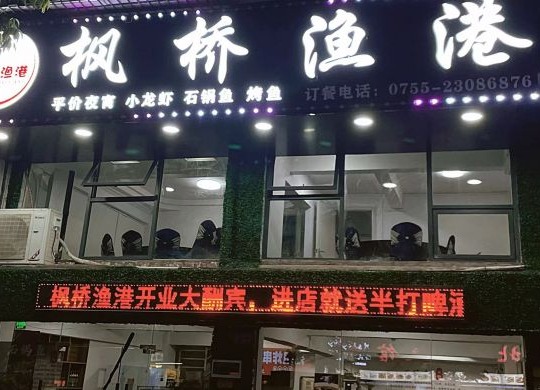 渔港
枫桥渔港
平价夜宵 小龙虾 石锅鱼 烤鱼 订餐电话：0755-23086876
枫桥渔港开业大酬宾，进店就送半打啤酒